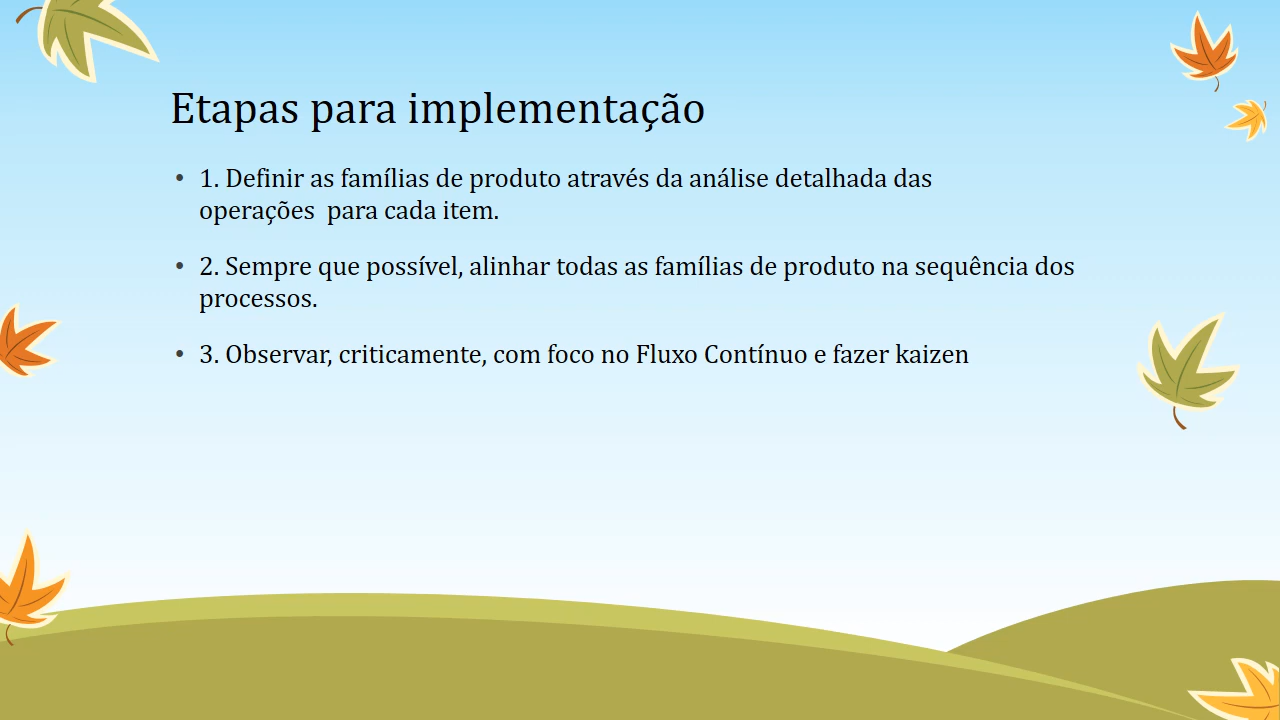 Etapas para implementação
• 1. Definir as famílias de produto através da análise detalhada das
operações  para cada item.
• 2. Sempre que possível, alinhar todas as famílias de produto na sequência dos
processos.
• 3. Observar, criticamente, com foco no Fluxo Contínuo e fazer kaizen